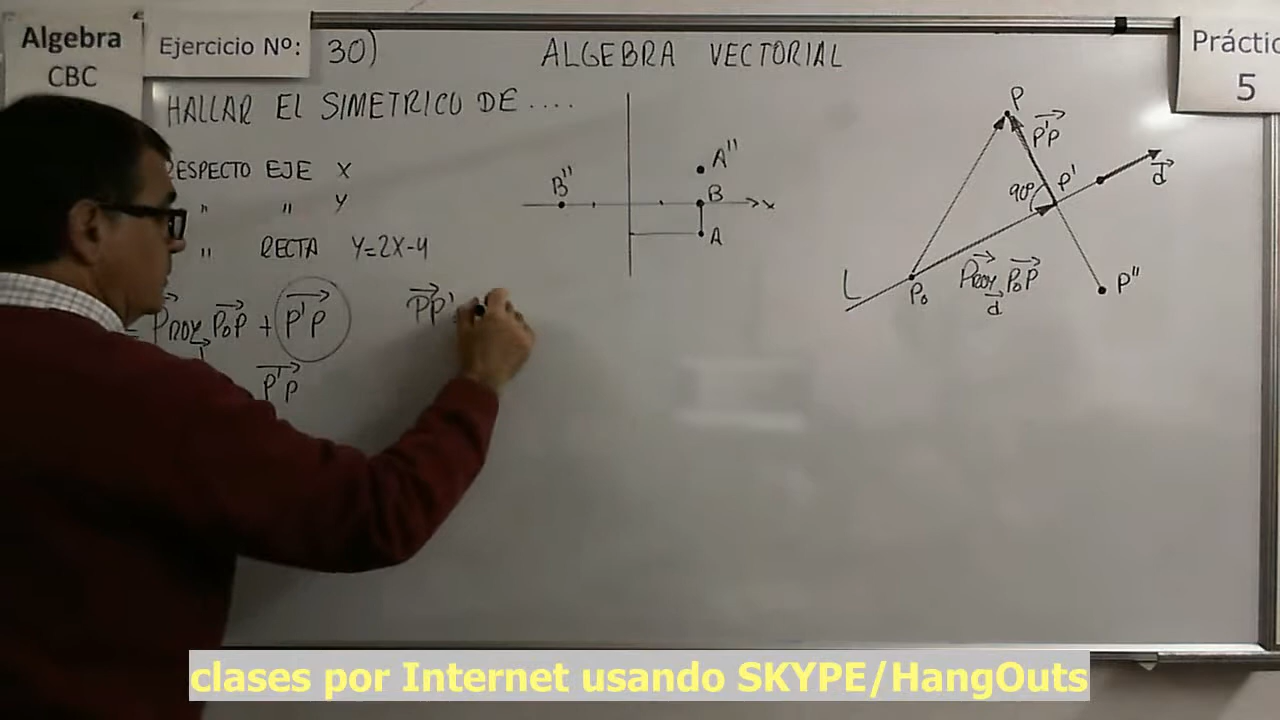 Algebra
CBC
Ejercicio Nº: 30)
ALGEBRA VECTORIAL
Práctic
5
HALLAR EL SIMETRICO DE ....
RESPECTO EJE X
" " Y
" RECTA Y=2X-4
= Proy P₀P + P'P
d
P'P
PP'
B''
A''
B
A
x
P
P'P
90º
P'
d
L
P₀
Proy P₀P
d
P''
clases por Internet usando SKYPE/HangOuts